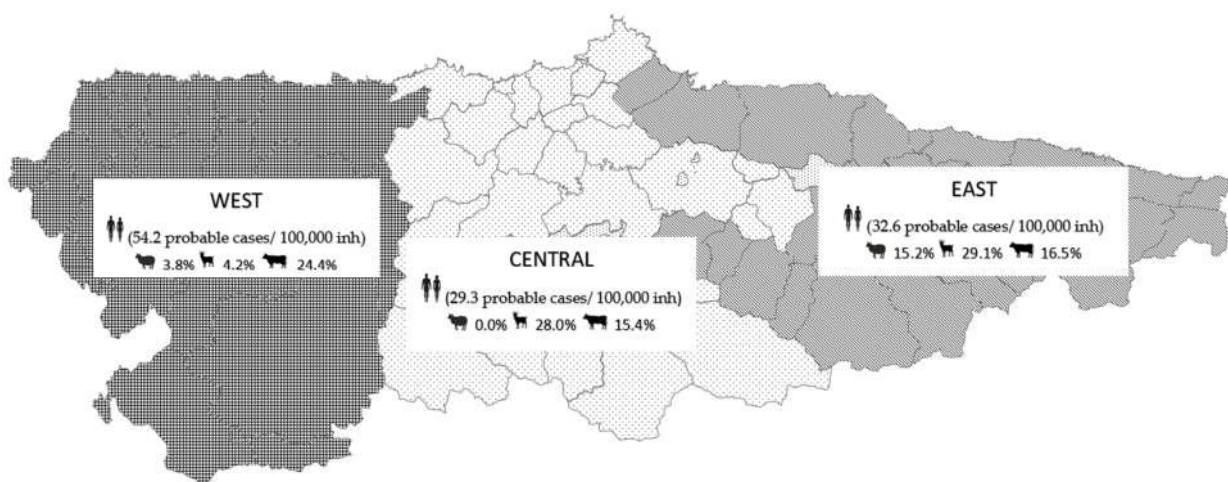 WEST
(54.2 probable cases/ 100,000 inh)
3.8% 4.2% 24.4%
CENTRAL
(29.3 probable cases/ 100,000 inh)
0.0% 28.0% 15.4%
EAST
(32.6 probable cases/ 100,000 inh)
15.2% 29.1% 16.5%